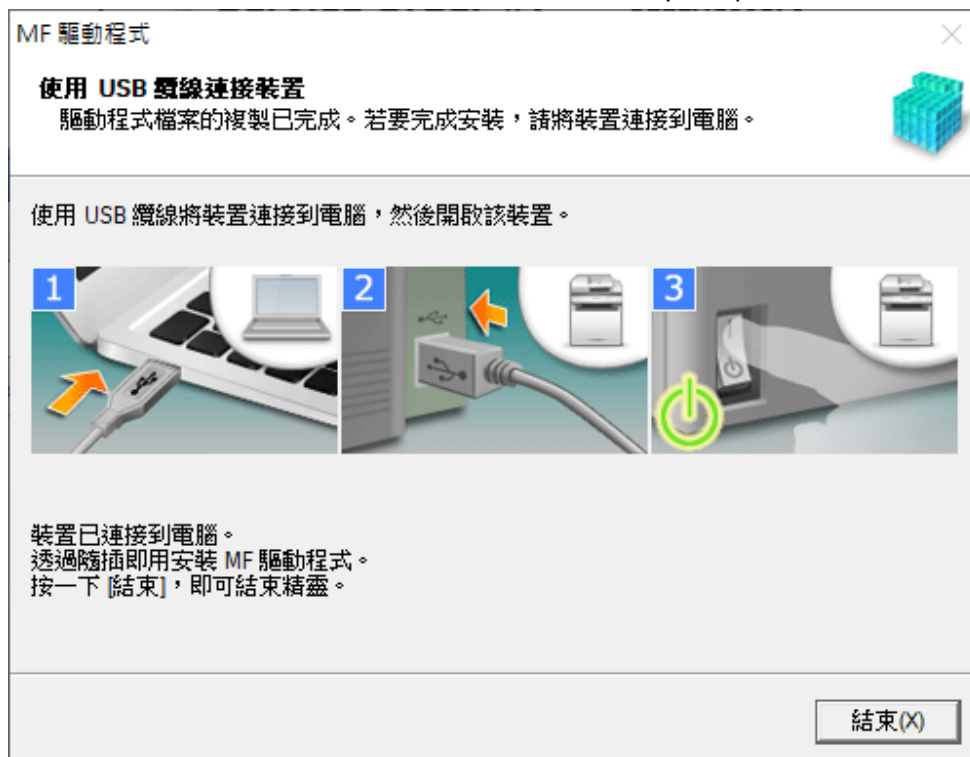 MF 驅動程式
使用 USB 纜線連接裝置
驅動程式檔案的複製已完成。若要完成安裝，請將裝置連接到電腦。
使用 USB 纜線將裝置連接到電腦，然後開啟該裝置。
1
2
3
裝置已連接到電腦。
透過隨插即用安裝 MF 驅動程式。
按一下 [結束]，即可結束精靈。
結束(X)